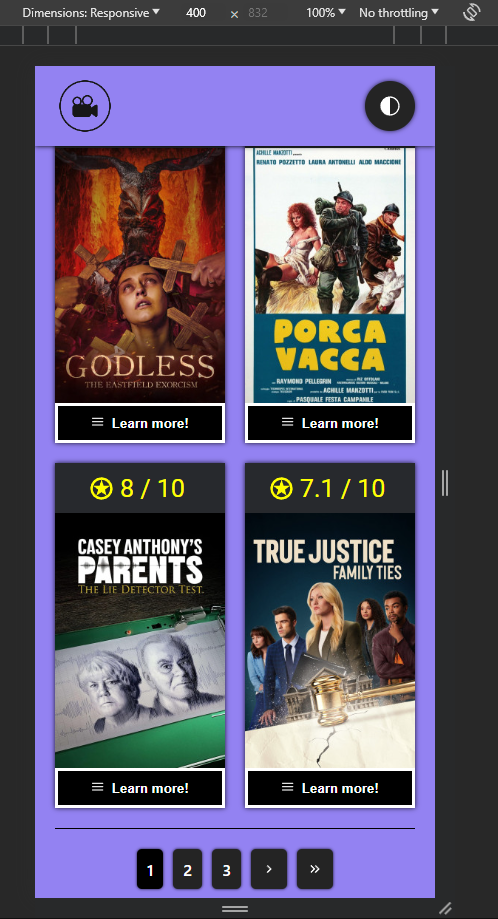 Dimensions: Responsive 400 × 832 100% No throttling
ACHILLE MANZOTTI
RENATO POZZETTO LAURA ANTONELLI ALDO MACCIONE
PORCA
VACCA
RAYMOND PELLEGRIN
ACHILLE MANZOTTI
PASQUALE FESTA CAMPANILE
GODLESS
THE EASTFIELD EXORCISM
Learn more!
Learn more!
8 / 10
7.1 / 10
CASEY ANTHONY'S
PARENTS
THE LIE DETECTOR TEST.
TRUE JUSTICE
FAMILY TIES
Learn more!
Learn more!
1 2 3 › »